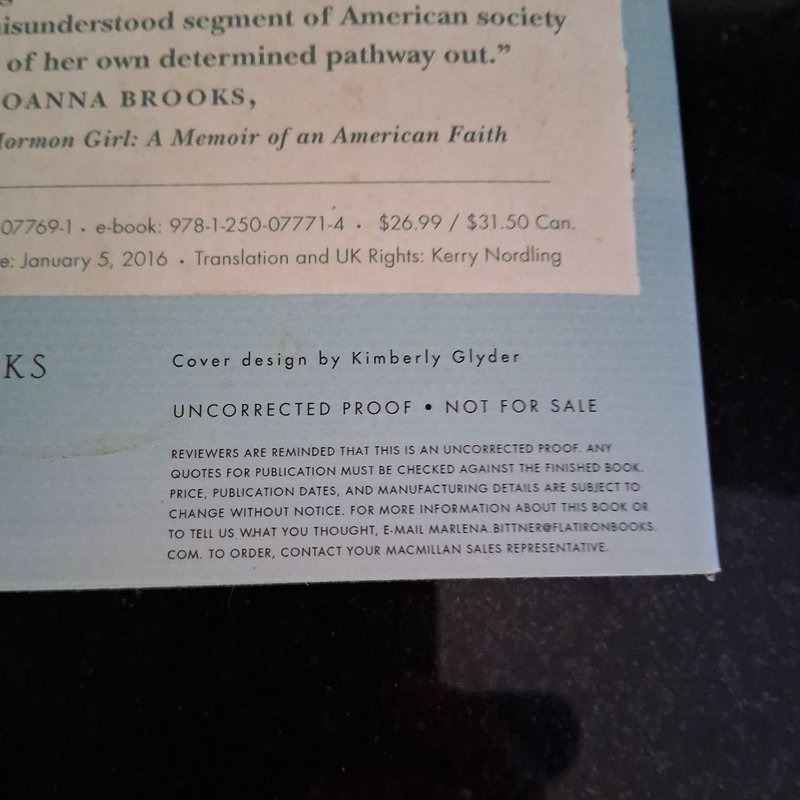 isunderstood segment of American society
of her own determined pathway out.”
OANNA BROOKS,
Mormon Girl: A Memoir of an American Faith
07769-1 • e-book: 978-1-250-07771-4 • $26.99 / $31.50 Can.
e: January 5, 2016 • Translation and UK Rights: Kerry Nordling
KS
Cover design by Kimberly Glyder
UNCORRECTED PROOF • NOT FOR SALE
REVIEWERS ARE REMINDED THAT THIS IS AN UNCORRECTED PROOF. ANY
QUOTES FOR PUBLICATION MUST BE CHECKED AGAINST THE FINISHED BOOK.
PRICE, PUBLICATION DATES, AND MANUFACTURING DETAILS ARE SUBJECT TO
CHANGE WITHOUT NOTICE. FOR MORE INFORMATION ABOUT THIS BOOK OR
TO TELL US WHAT YOU THOUGHT, E-MAIL MARLENA.BITTNER@FLATIRONBOOKS.
COM. TO ORDER, CONTACT YOUR MACMILLAN SALES REPRESENTATIVE.